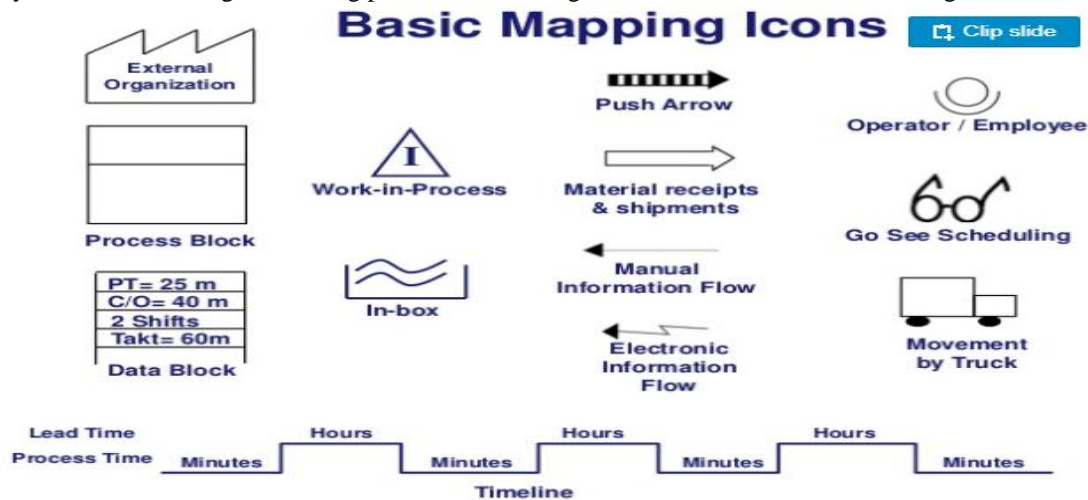 Basic Mapping Icons
Clip slide
External
Organization
Process Block
PT= 25 m
C/O= 40 m
2 Shifts
Takt= 60m
Data Block
I
Work-in-Process
In-box
Push Arrow
Material receipts
& shipments
Manual
Information Flow
Electronic
Information
Flow
Operator / Employee
Go See Scheduling
Movement
by Truck
Lead Time Hours Hours Hours
Process Time Minutes Minutes Minutes Minutes
Timeline